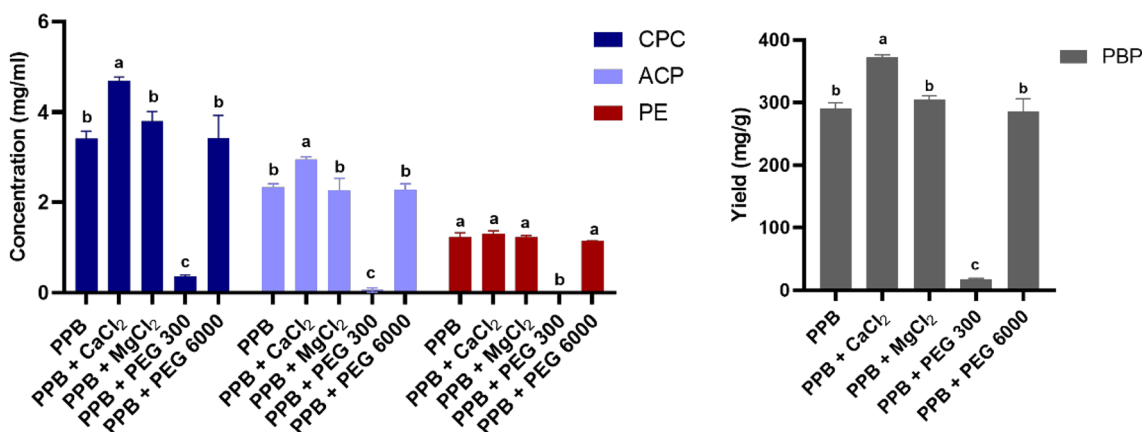 Concentration (mg/ml)
6
4
2
0
b
a
b
c
b
b
a
b
c
b
a
a
a
b
a
CPC
ACP
PE
PPB
PPB + CaCl₂
PPB + MgCl₂
PPB + PEG 300
PPB + PEG 6000
PPB
PPB + CaCl₂
PPB + MgCl₂
PPB + PEG 300
PPB + PEG 6000
PPB
PPB + CaCl₂
PPB + MgCl₂
PPB + PEG 300
PPB + PEG 6000
Yield (mg/g)
400
300
200
100
0
b
a
b
c
b
PBP
PPB
PPB + CaCl₂
PPB + MgCl₂
PPB + PEG 300
PPB + PEG 6000